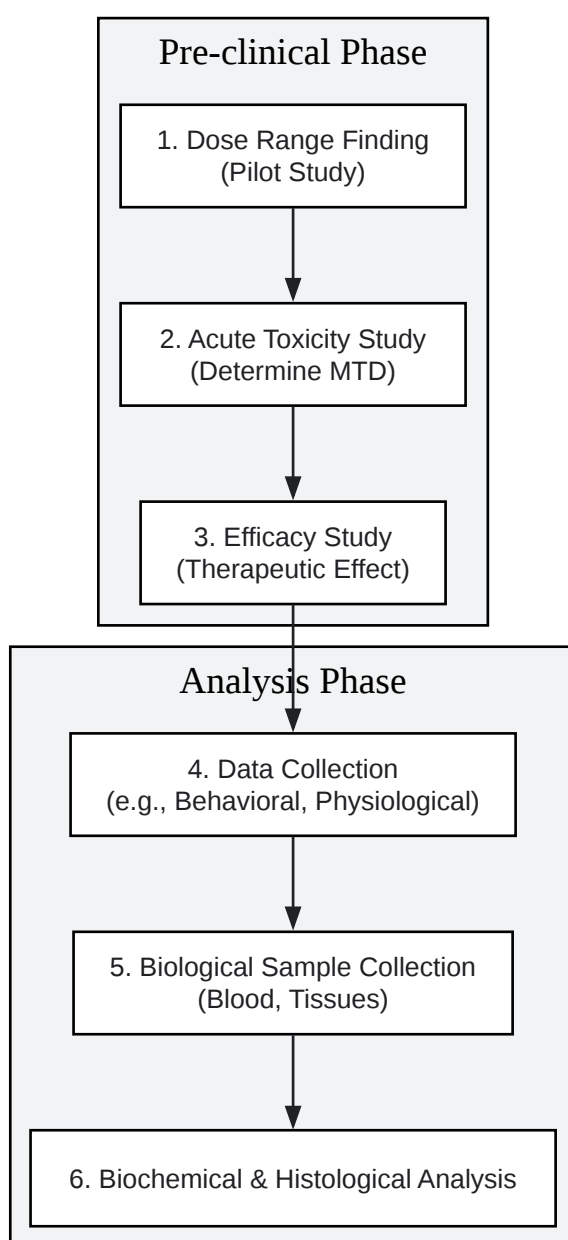 Pre-clinical Phase
1. Dose Range Finding
(Pilot Study)
2. Acute Toxicity Study
(Determine MTD)
3. Efficacy Study
(Therapeutic Effect)
Analysis Phase
4. Data Collection
(e.g., Behavioral, Physiological)
5. Biological Sample Collection
(Blood, Tissues)
6. Biochemical & Histological Analysis